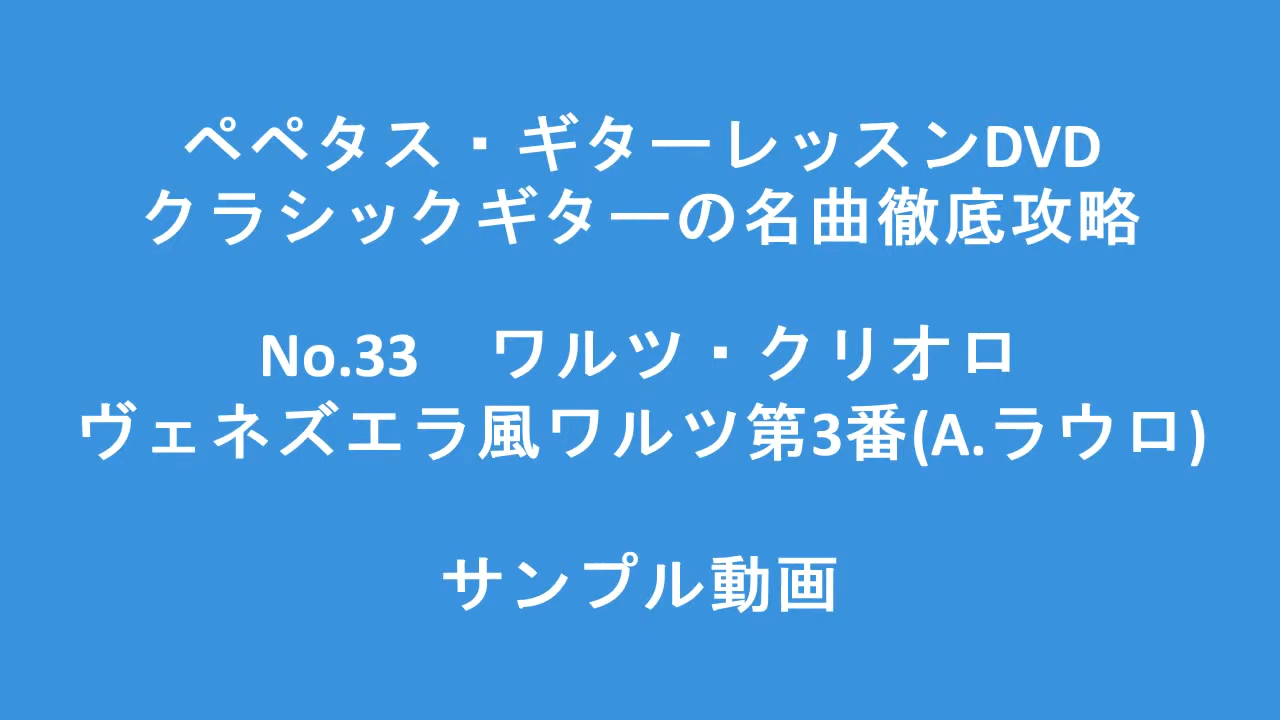 ペペタス・ギターレッスンDVD
クラシックギターの名曲徹底攻略
No.33　ワルツ・クリオロ
ヴェネズエラ風ワルツ第3番(A.ラウロ)
サンプル動画